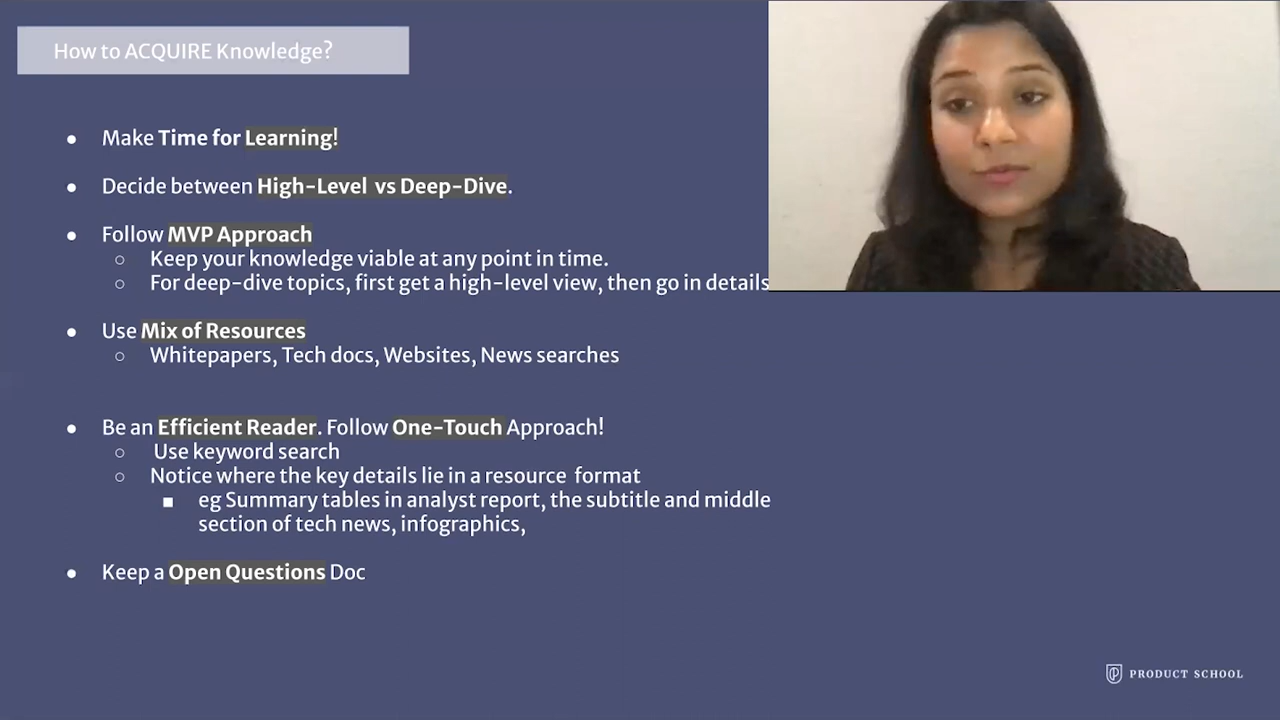 How to ACQUIRE Knowledge?
● Make Time for Learning!
● Decide between High-Level vs Deep-Dive.
● Follow MVP Approach
○ Keep your knowledge viable at any point in time.
○ For deep-dive topics, first get a high-level view, then go in details
● Use Mix of Resources
○ Whitepapers, Tech docs, Websites, News searches
● Be an Efficient Reader. Follow One-Touch Approach!
○ Use keyword search
○ Notice where the key details lie in a resource format
■ eg Summary tables in analyst report, the subtitle and middle
section of tech news, infographics,
● Keep a Open Questions Doc
PRODUCT SCHOOL